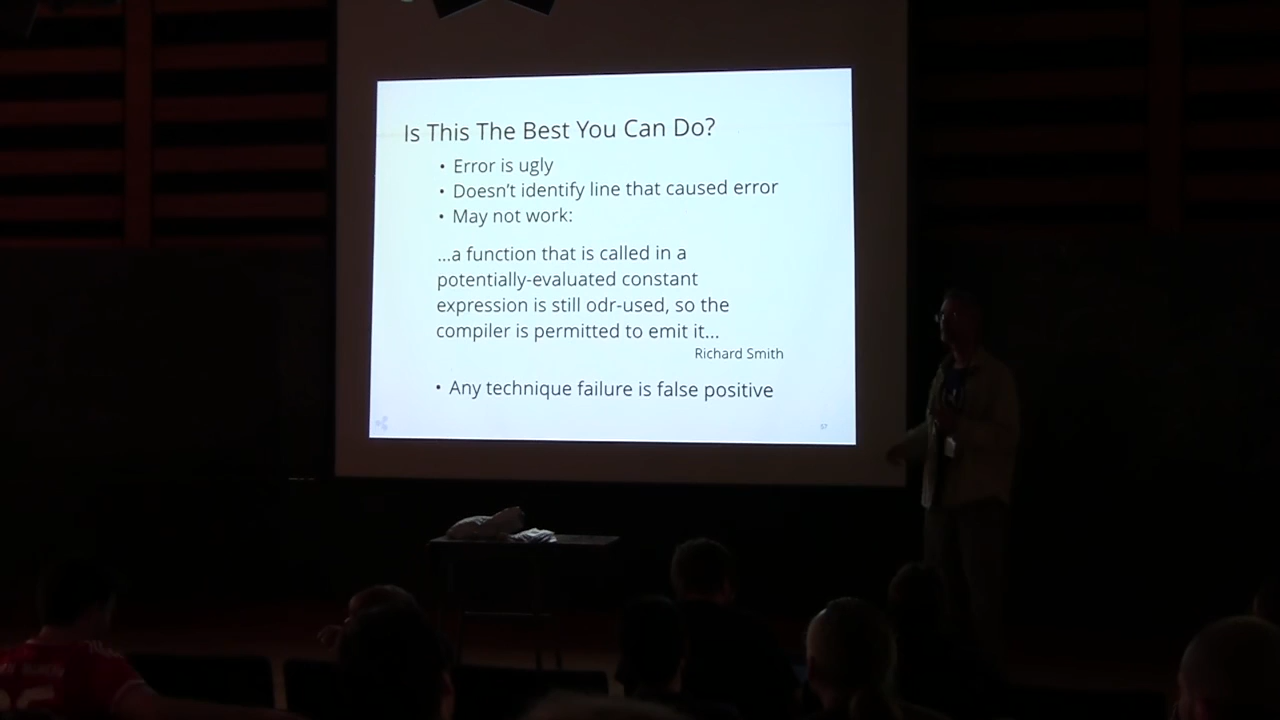 Is This The Best You Can Do?
• Error is ugly
• Doesn't identify line that caused error
• May not work:
...a function that is called in a
potentially-evaluated constant
expression is still odr-used, so the
compiler is permitted to emit it...
Richard Smith
• Any technique failure is false positive
57